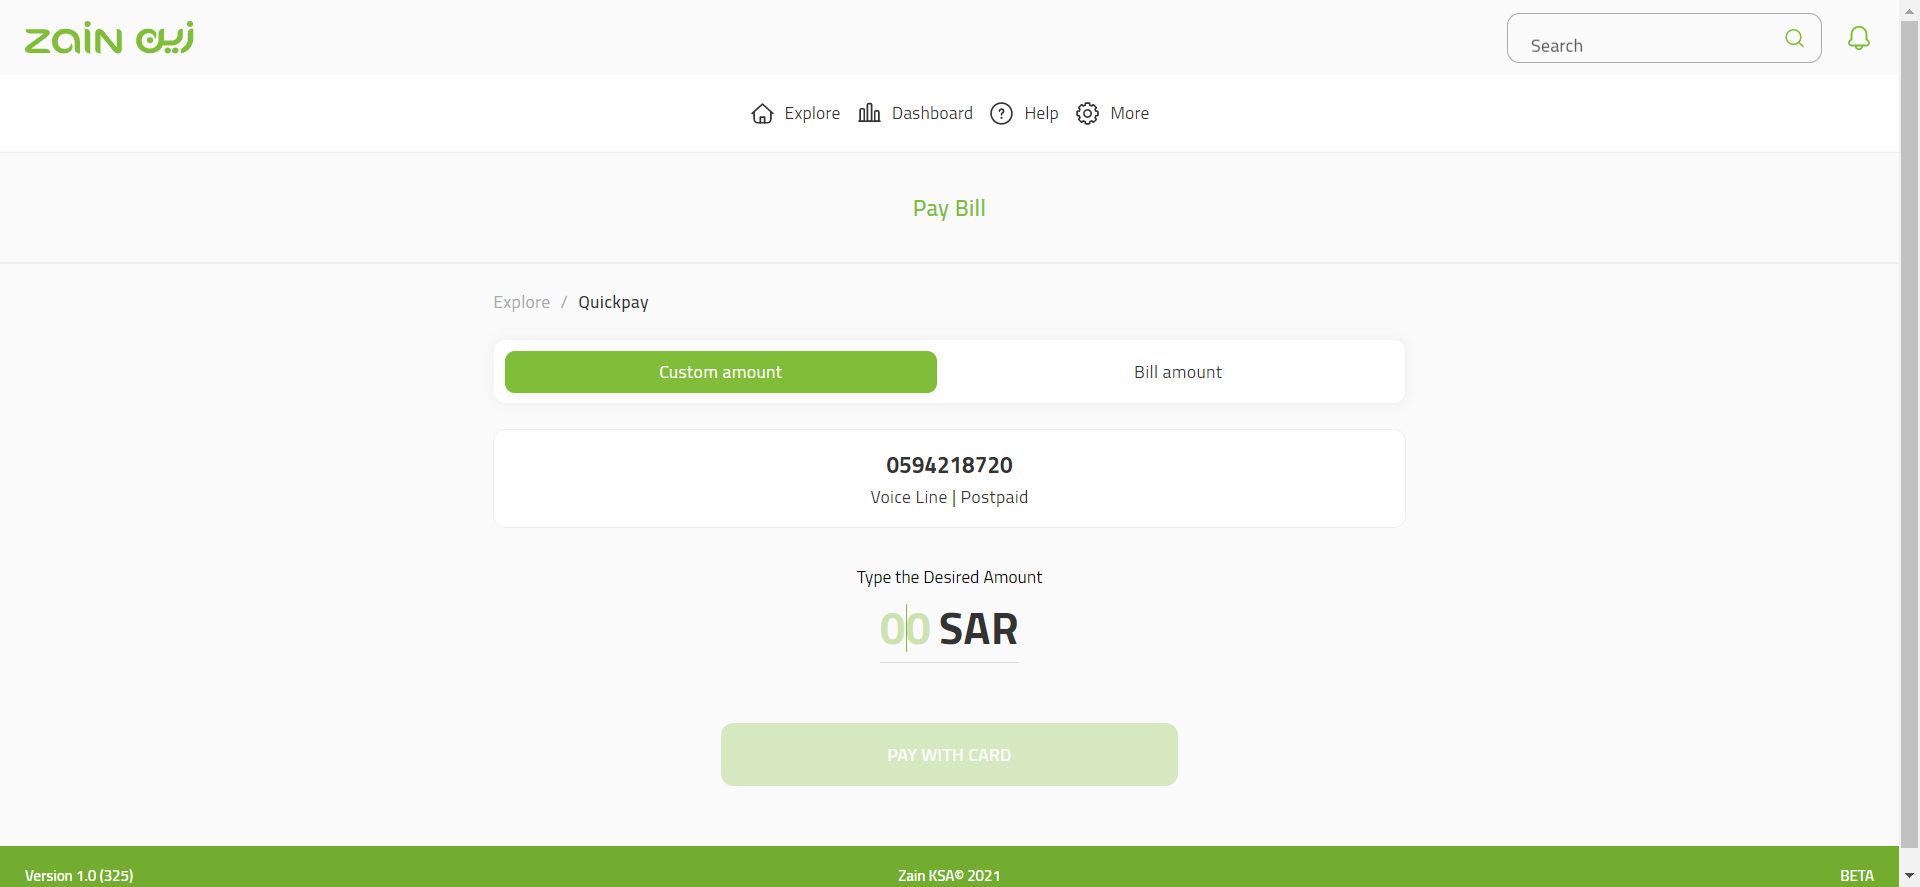 zain زين
Search
Explore Dashboard Help More
Pay Bill
Explore / Quickpay
Custom amount Bill amount
0594218720
Voice Line | Postpaid
Type the Desired Amount
00 SAR
PAY WITH CARD
Version 1.0 (325) Zain KSA© 2021 BETA